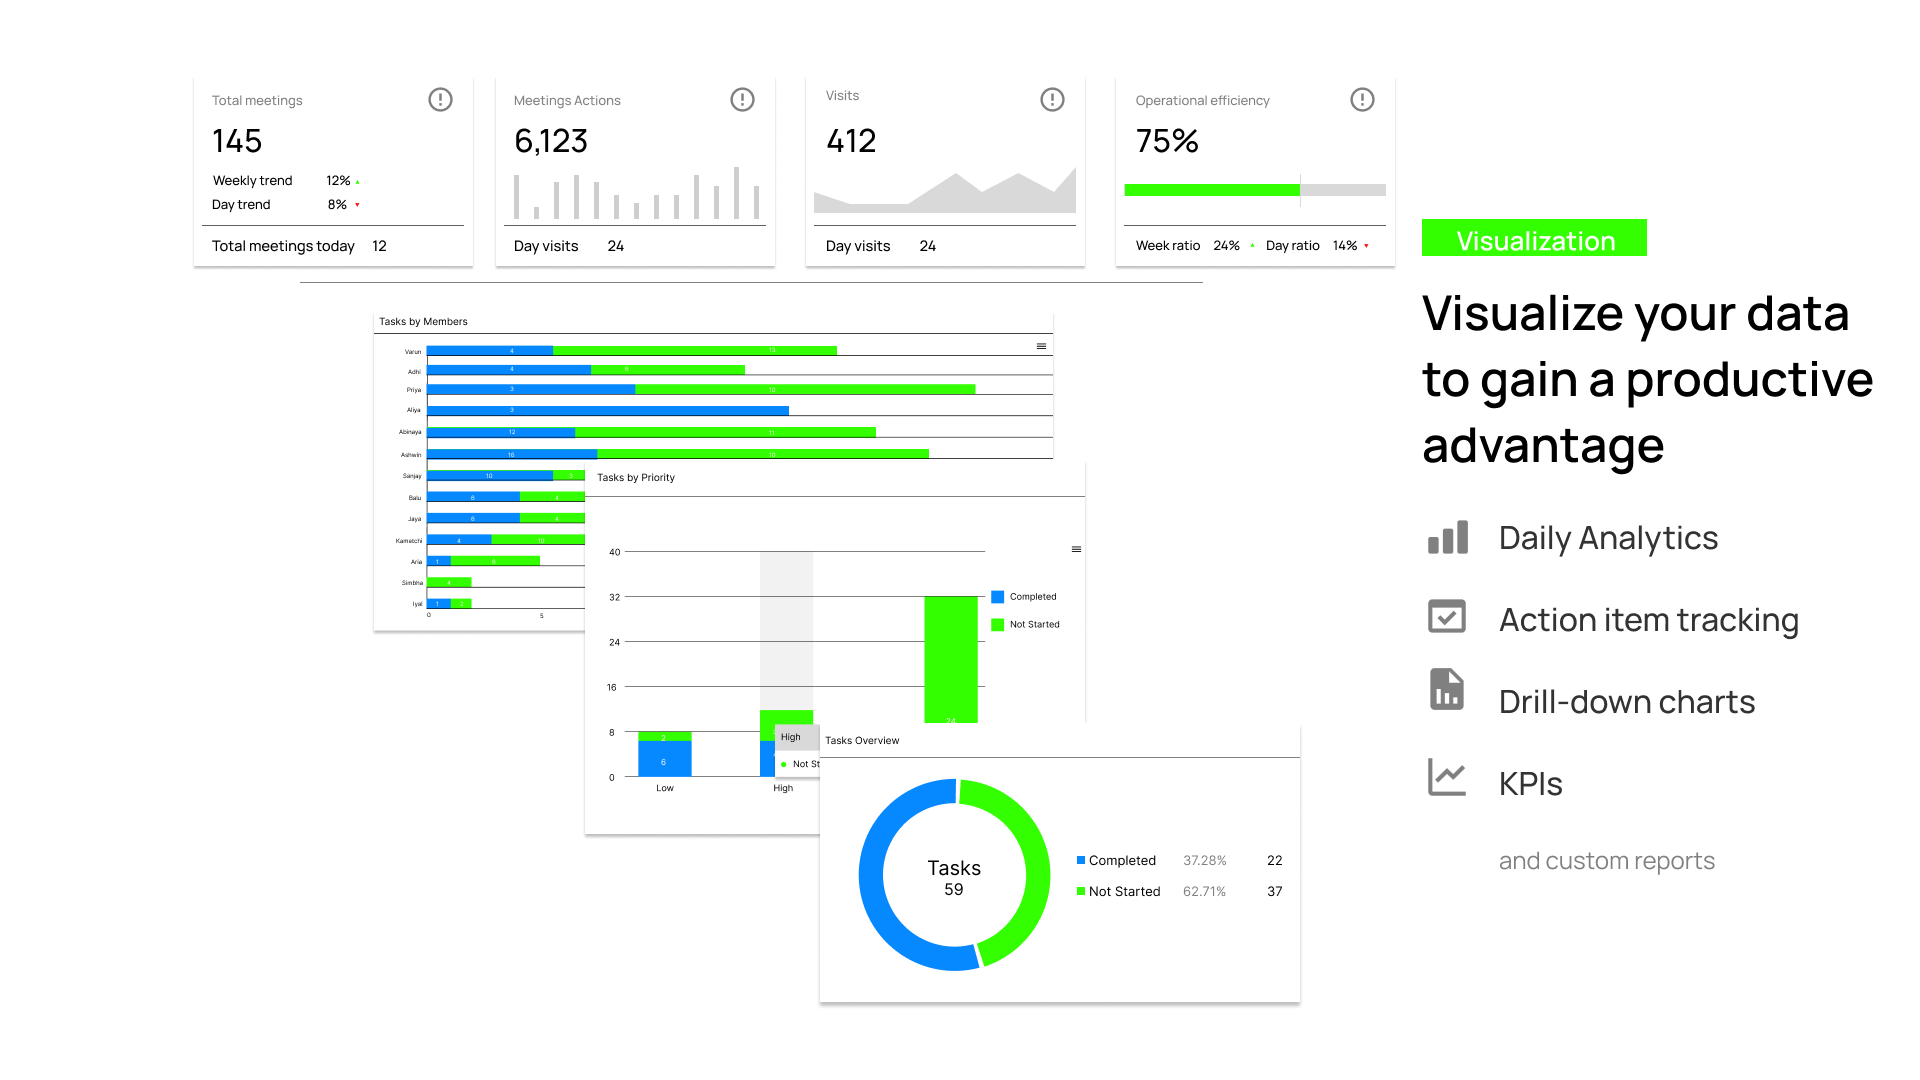 Total meetings
145
Weekly trend 12%
Day trend 8%
Total meetings today 12
Meetings Actions
6,123
Day visits 24
Visits
412
Day visits 24
Operational efficiency
75%
Week ratio 24% Day ratio 14%
Visualization
Visualize your data
to gain a productive
advantage
Daily Analytics
Action item tracking
Drill-down charts
KPIs
and custom reports
Tasks by Members
Varun 4 13
Adhi 4 6
Priya 3 10
Aliya 3
Abinaya 12 11
Ashwin 16 10
Sanjay 10
Balu 6 4
Jaya 6 4
Kamatchi 4 10
Aria 1 6
Simbha 4
Iyal 1 2
0 5
Tasks by Priority
40
32
24
16
8
0
Completed
Not Started
2
6
24
High
Not St
Low High
Tasks Overview
Tasks
59
Completed 37.28% 22
Not Started 62.71% 37